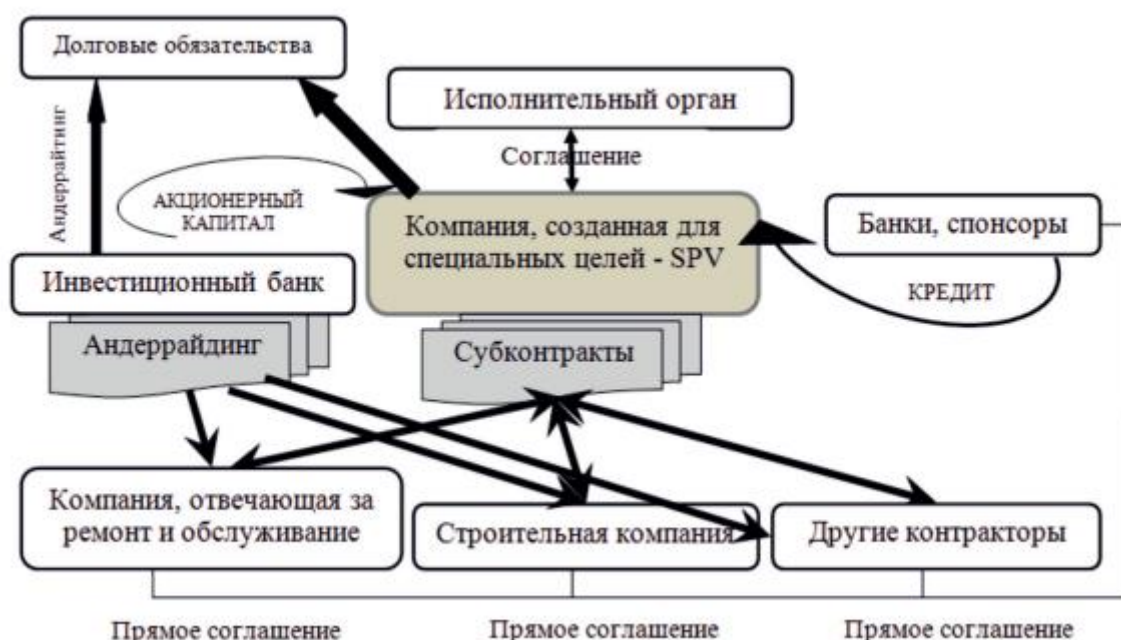 Долговые обязательства
Исполнительный орган
Андеррайтинг
Соглашение
АКЦИОНЕРНЫЙ
КАПИТАЛ
Компания, созданная для
специальных целей - SPV
Банки, спонсоры
КРЕДИТ
Инвестиционный банк
Андеррайдинг
Субконтракты
Компания, отвечающая за
ремонт и обслуживание
Строительная компания
Другие контракторы
Прямое соглашение
Прямое соглашение
Прямое соглашение